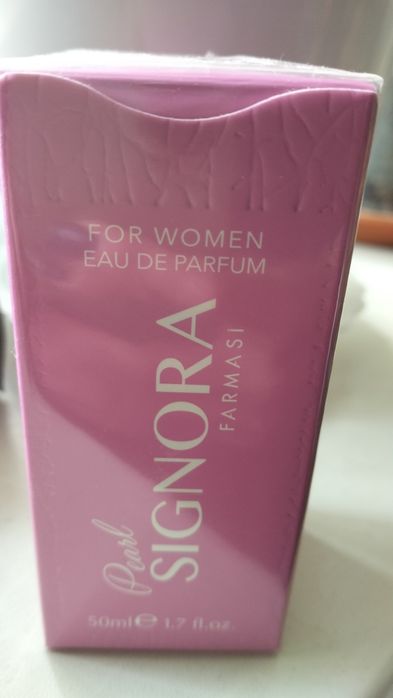 FOR WOMEN
EAU DE PARFUM
Pearl
SIGNORA
FARMASI
50ml e 1.7 fl.oz.